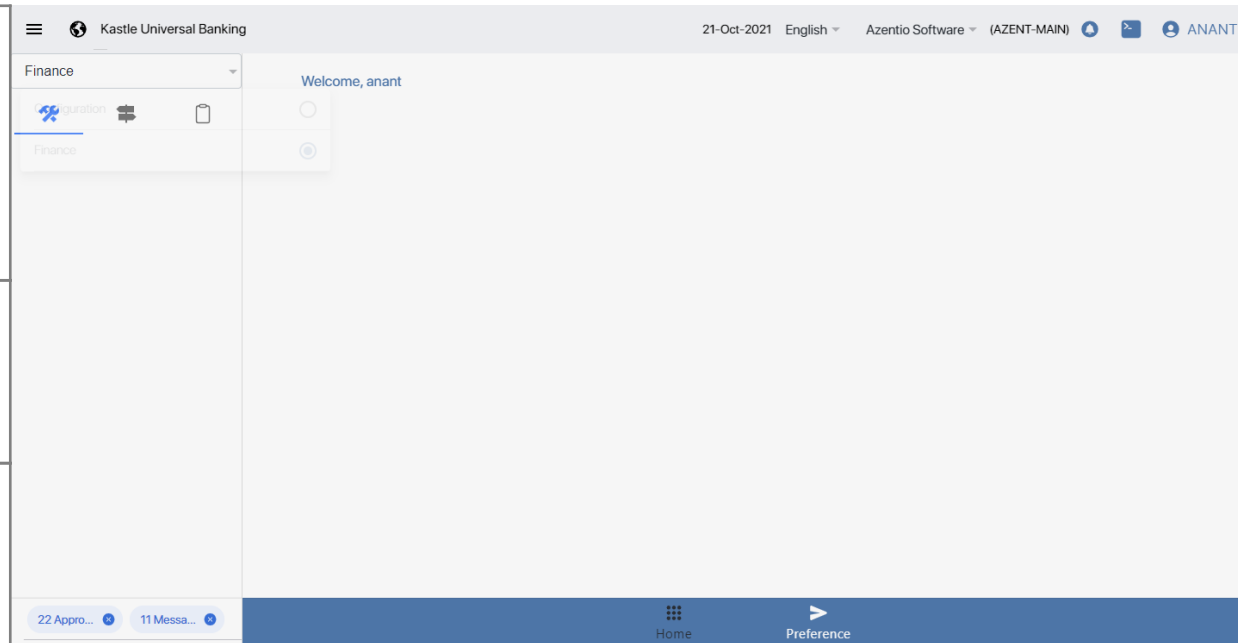 Kastle Universal Banking
21-Oct-2021 English Azentio Software (AZENT-MAIN) ANANT
Finance
Welcome, anant
Configuration
Finance
22 Appro... 11 Messa...
Home
Preference